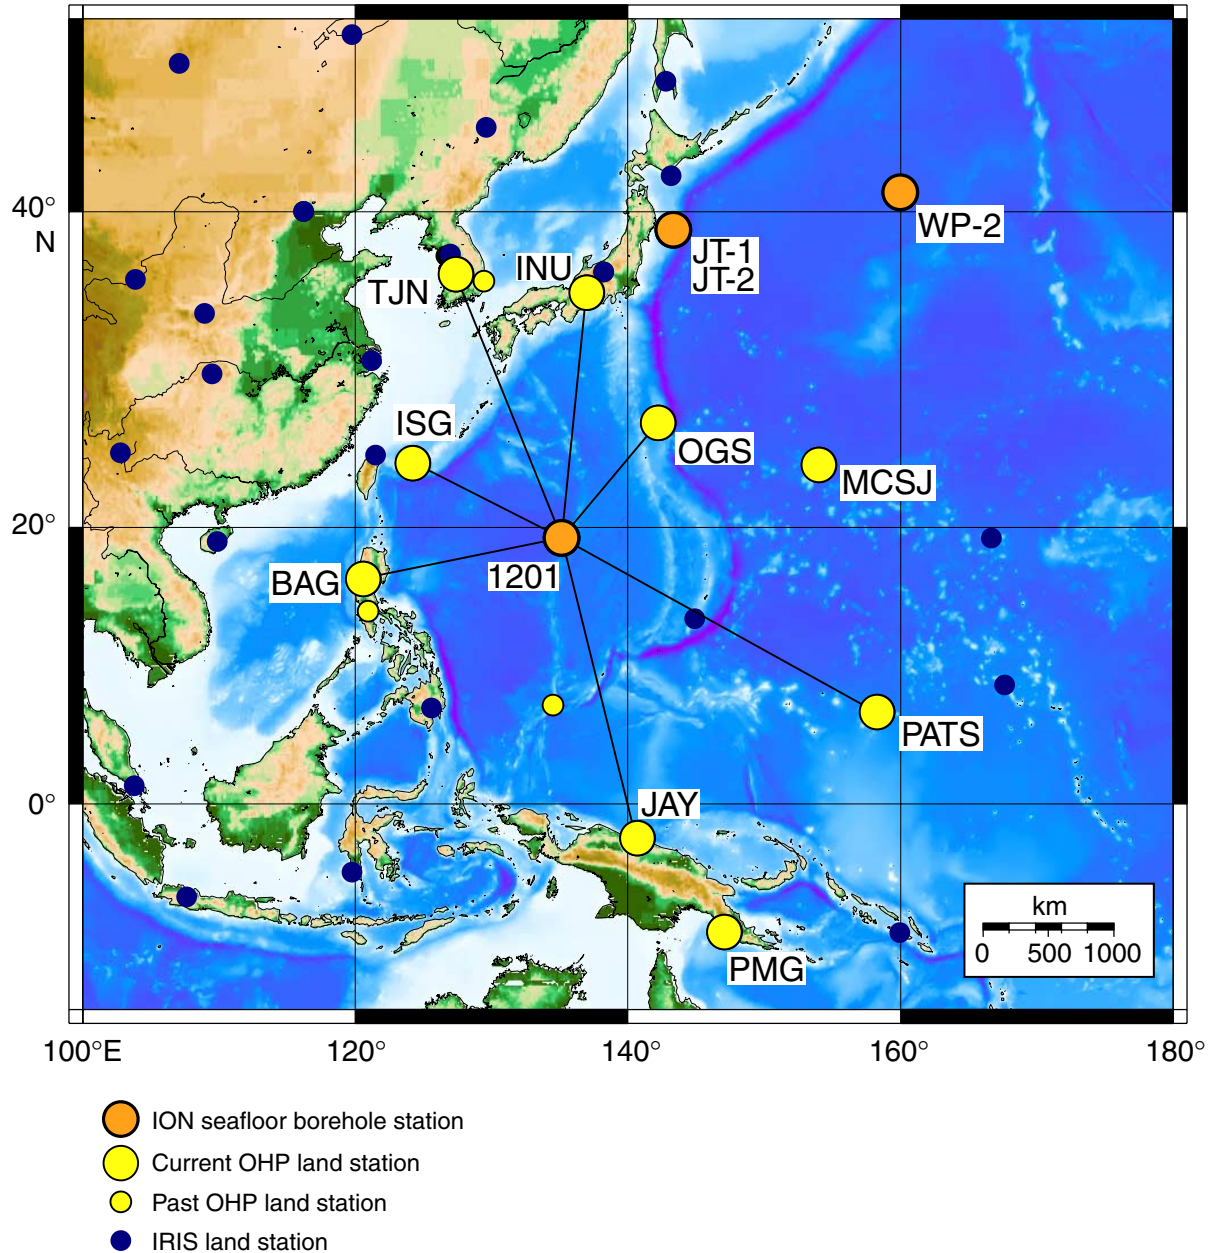 40°
N
WP-2
JT-1
JT-2
INU
TJN
ISG
OGS
MCSJ
20°
1201
BAG
PATS
JAY
0°
km
0 500 1000
PMG
100°E 120° 140° 160° 180°
ION seafloor borehole station
Current OHP land station
Past OHP land station
IRIS land station